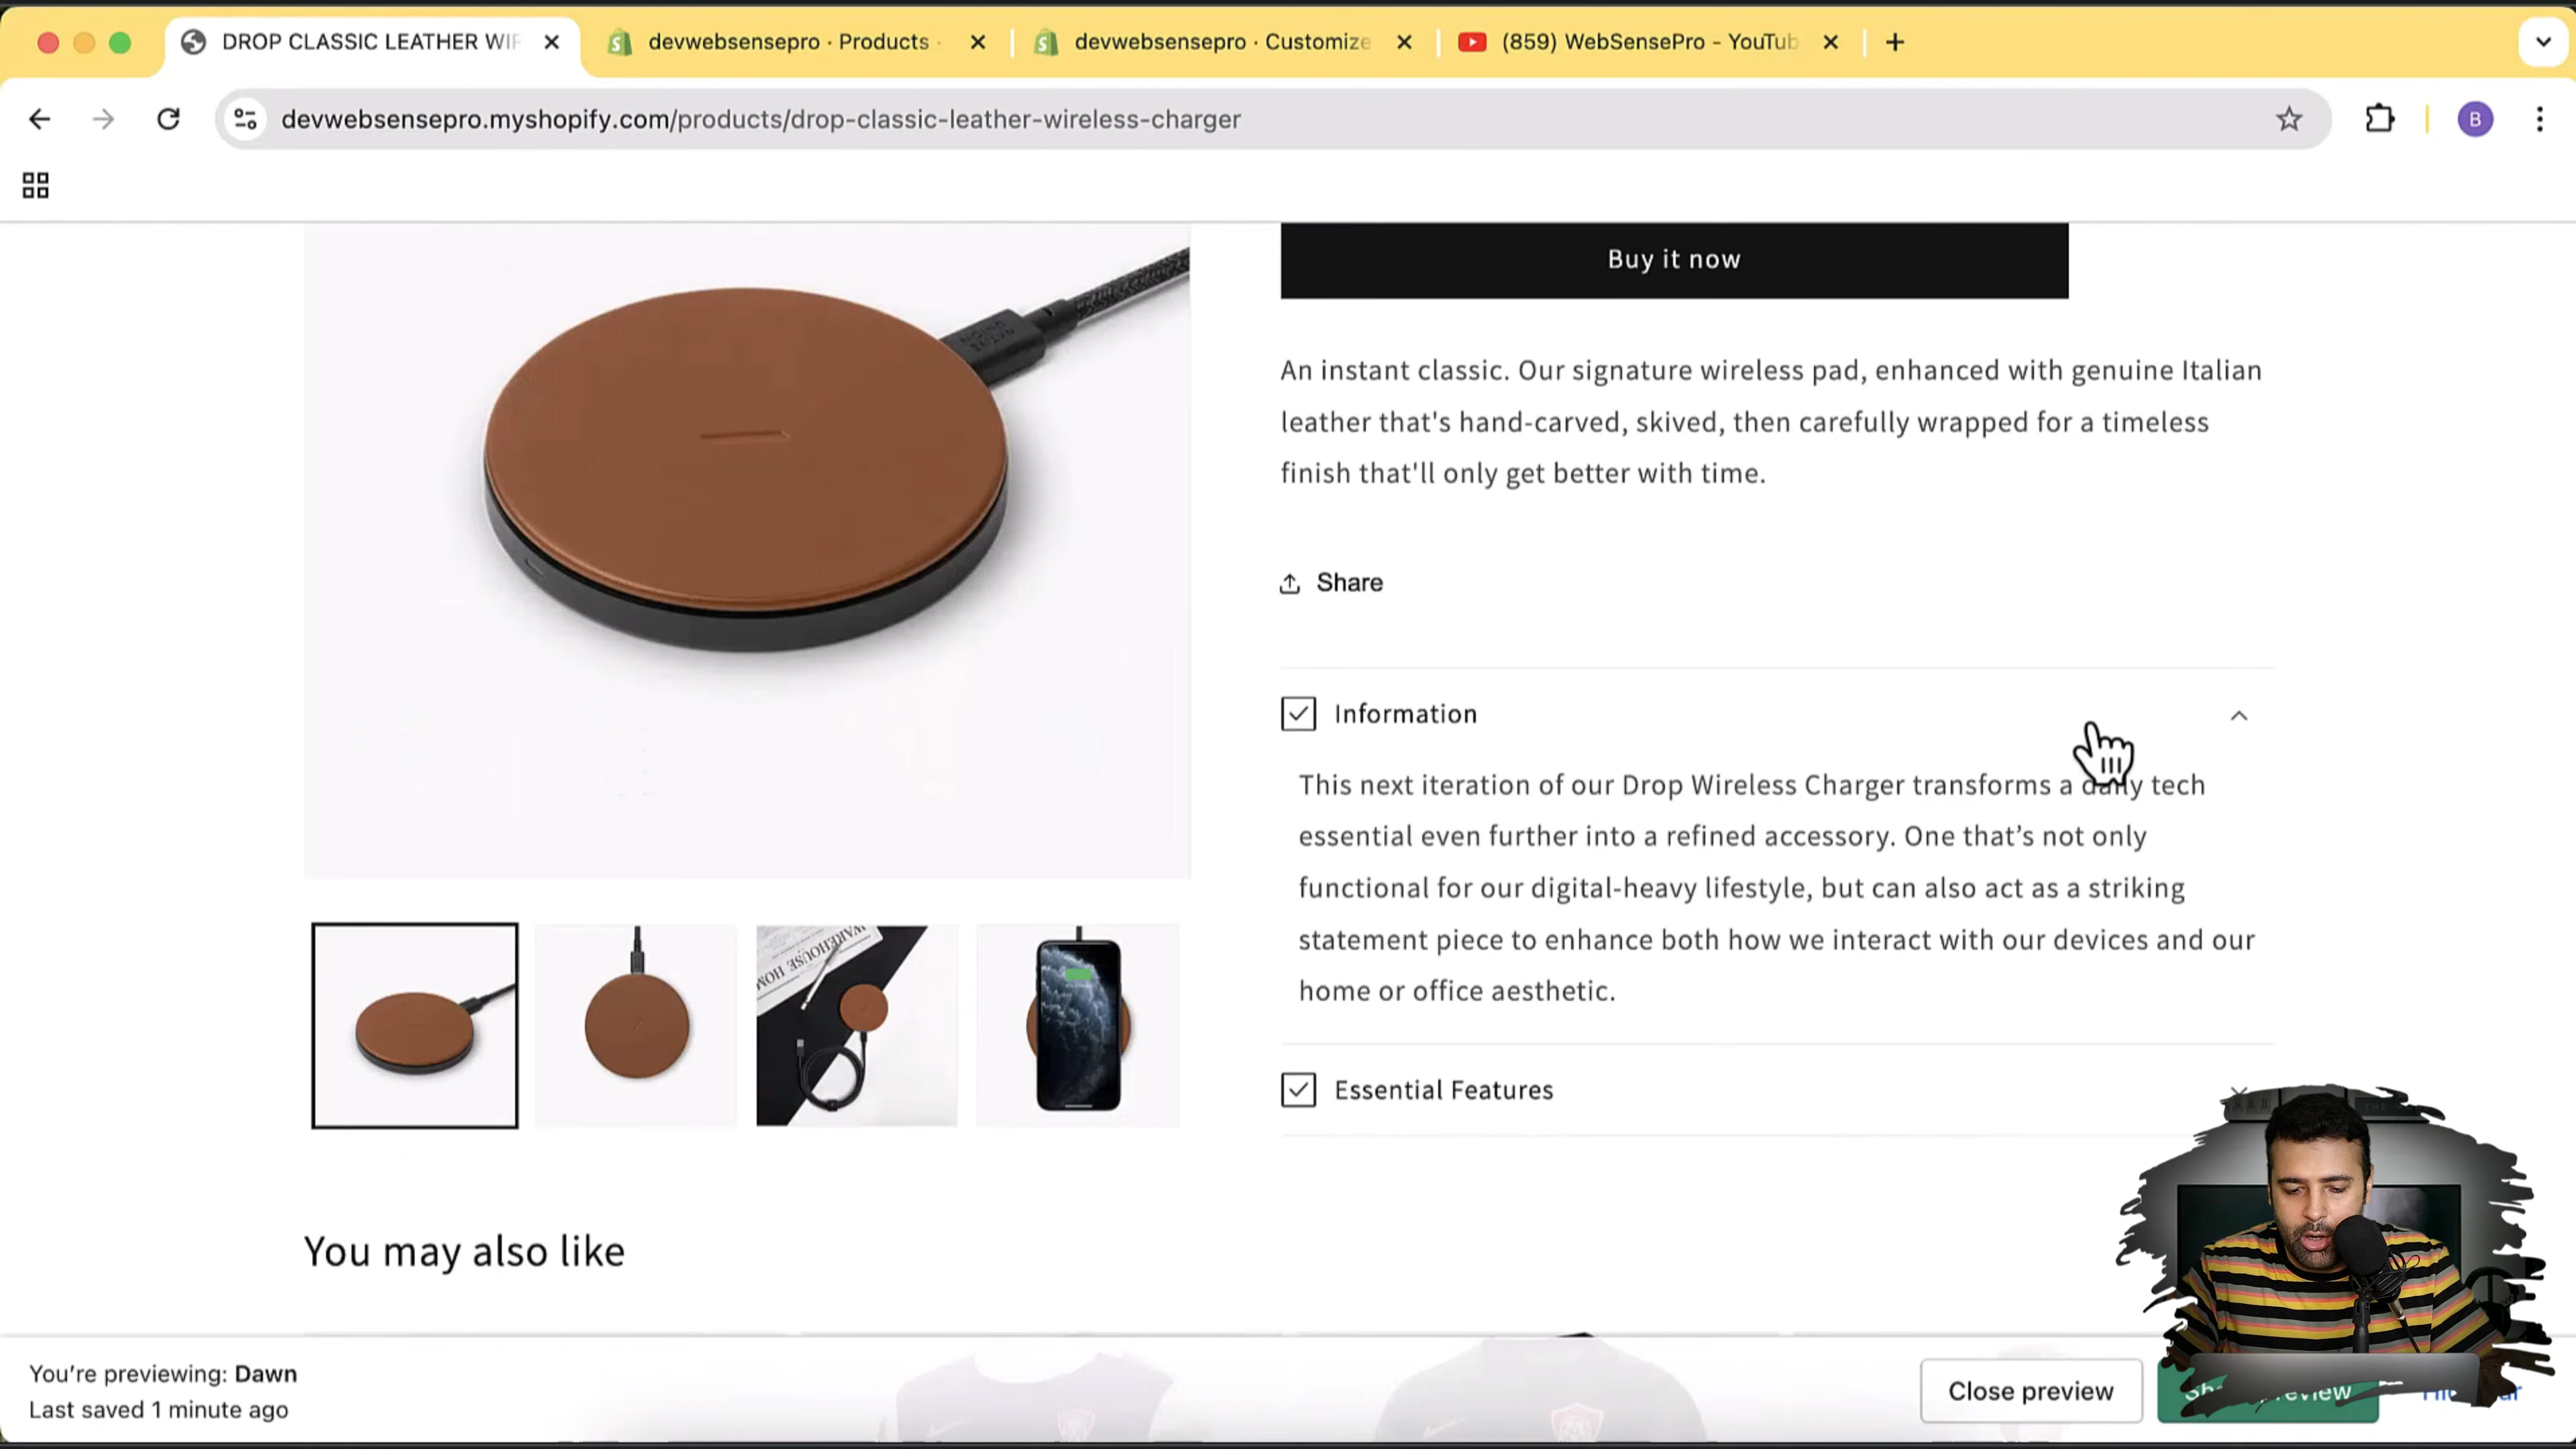 DROP CLASSIC LEATHER WIR
devwebsensepro · Products ·
devwebsensepro · Customize
(859) WebSensePro - YouTub
devwebsensepro.myshopify.com/products/drop-classic-leather-wireless-charger
B
Buy it now
An instant classic. Our signature wireless pad, enhanced with genuine Italian
leather that's hand-carved, skived, then carefully wrapped for a timeless
finish that'll only get better with time.
Share
Information
This next iteration of our Drop Wireless Charger transforms a daily tech
essential even further into a refined accessory. One that’s not only
functional for our digital-heavy lifestyle, but can also act as a striking
statement piece to enhance both how we interact with our devices and our
home or office aesthetic.
WAREHOUSE HOM
Essential Features
You may also like
You’re previewing: Dawn
Last saved 1 minute ago
Close preview